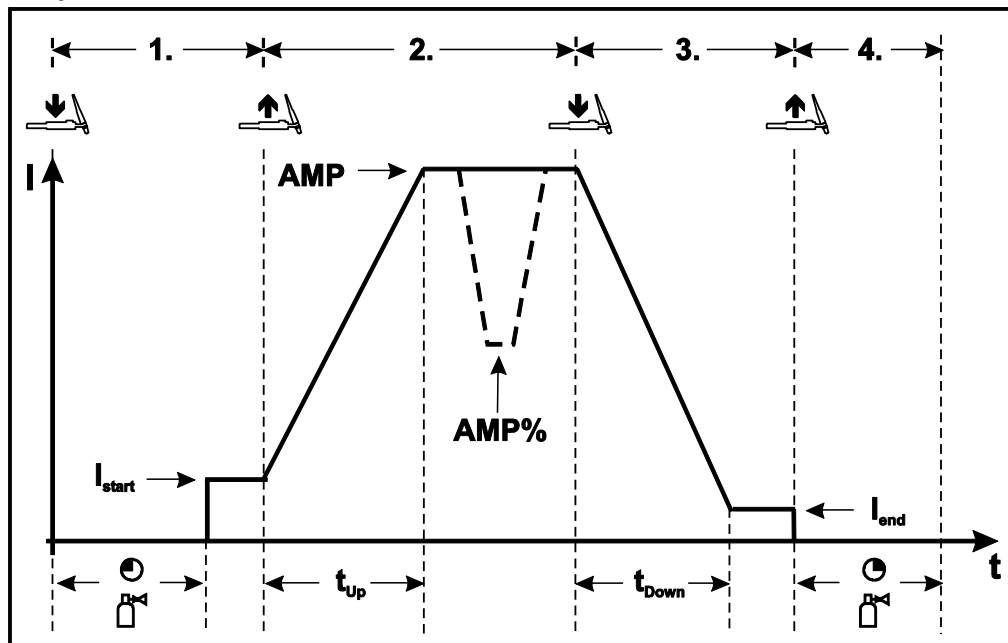 1. 2. 3. 4.
I
AMP
AMP%
Istart
Iend
t
tUp
tDown